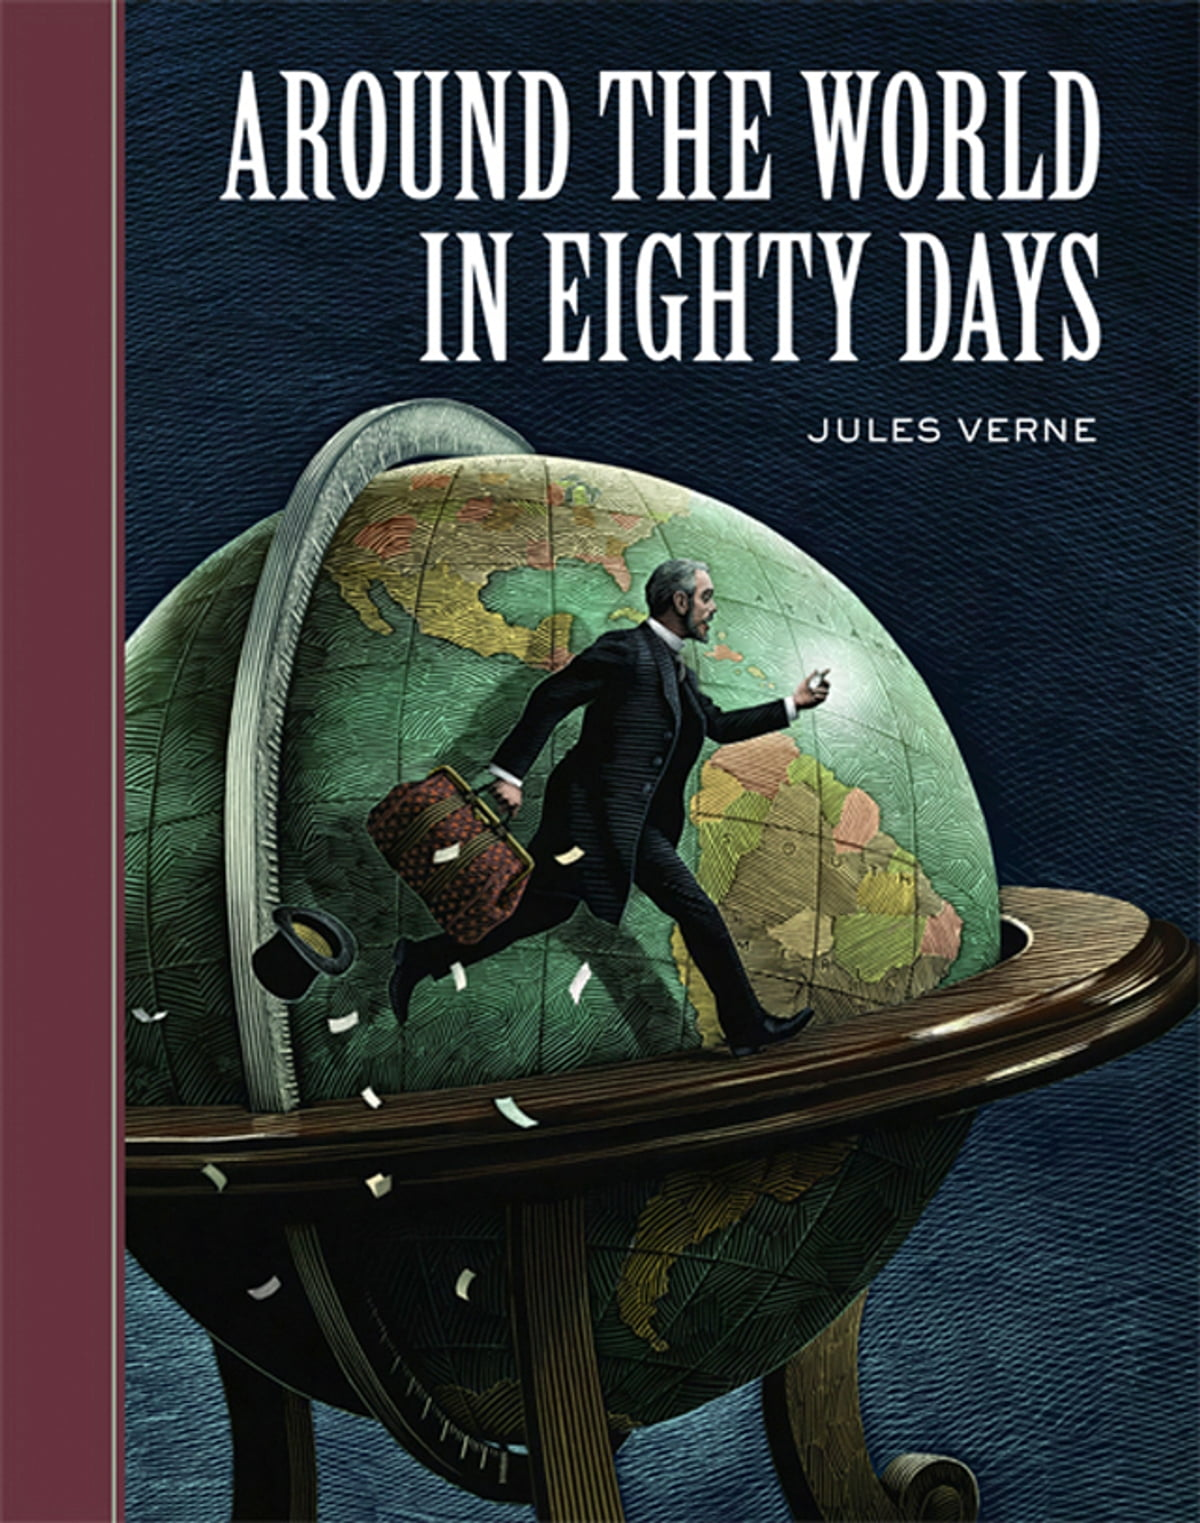 AROUND THE WORLD
IN EIGHTY DAYS
JULES VERNE